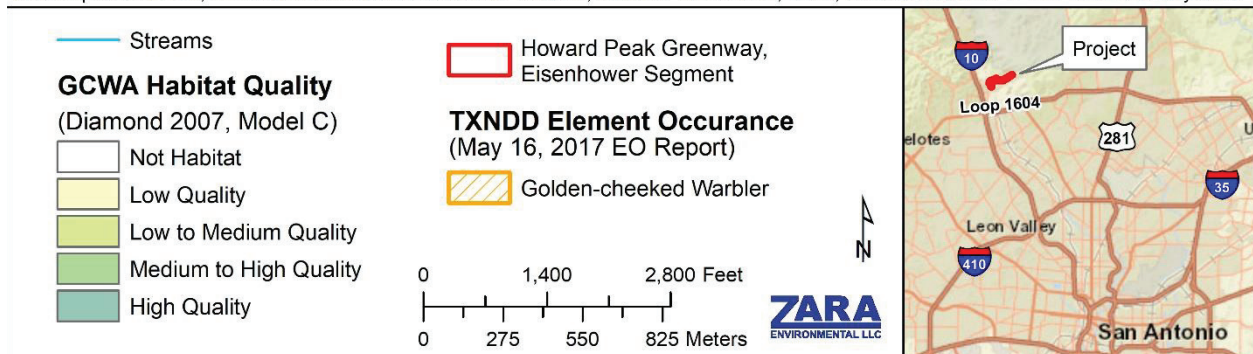 Streams
GCWA Habitat Quality
(Diamond 2007, Model C)
Not Habitat
Low Quality
Low to Medium Quality
Medium to High Quality
High Quality
Howard Peak Greenway,
Eisenhower Segment
TXNDD Element Occurance
(May 16, 2017 EO Report)
Golden-cheeked Warbler
N
0 1,400 2,800 Feet
0 275 550 825 Meters
ZARA
ENVIRONMENTAL LLC
10
Project
Loop 1604
elotes
281
35
Leon Valley
410
San Antonio